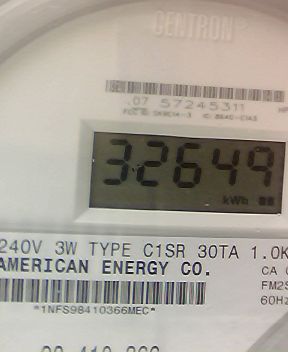 CENTRON®
.07 57245311
32649
kWh
240V 3W TYPE C1SR 30TA 1.0K
AMERICAN ENERGY CO.
CA
FM2S
60Hz
*1NFS98410366MEC*